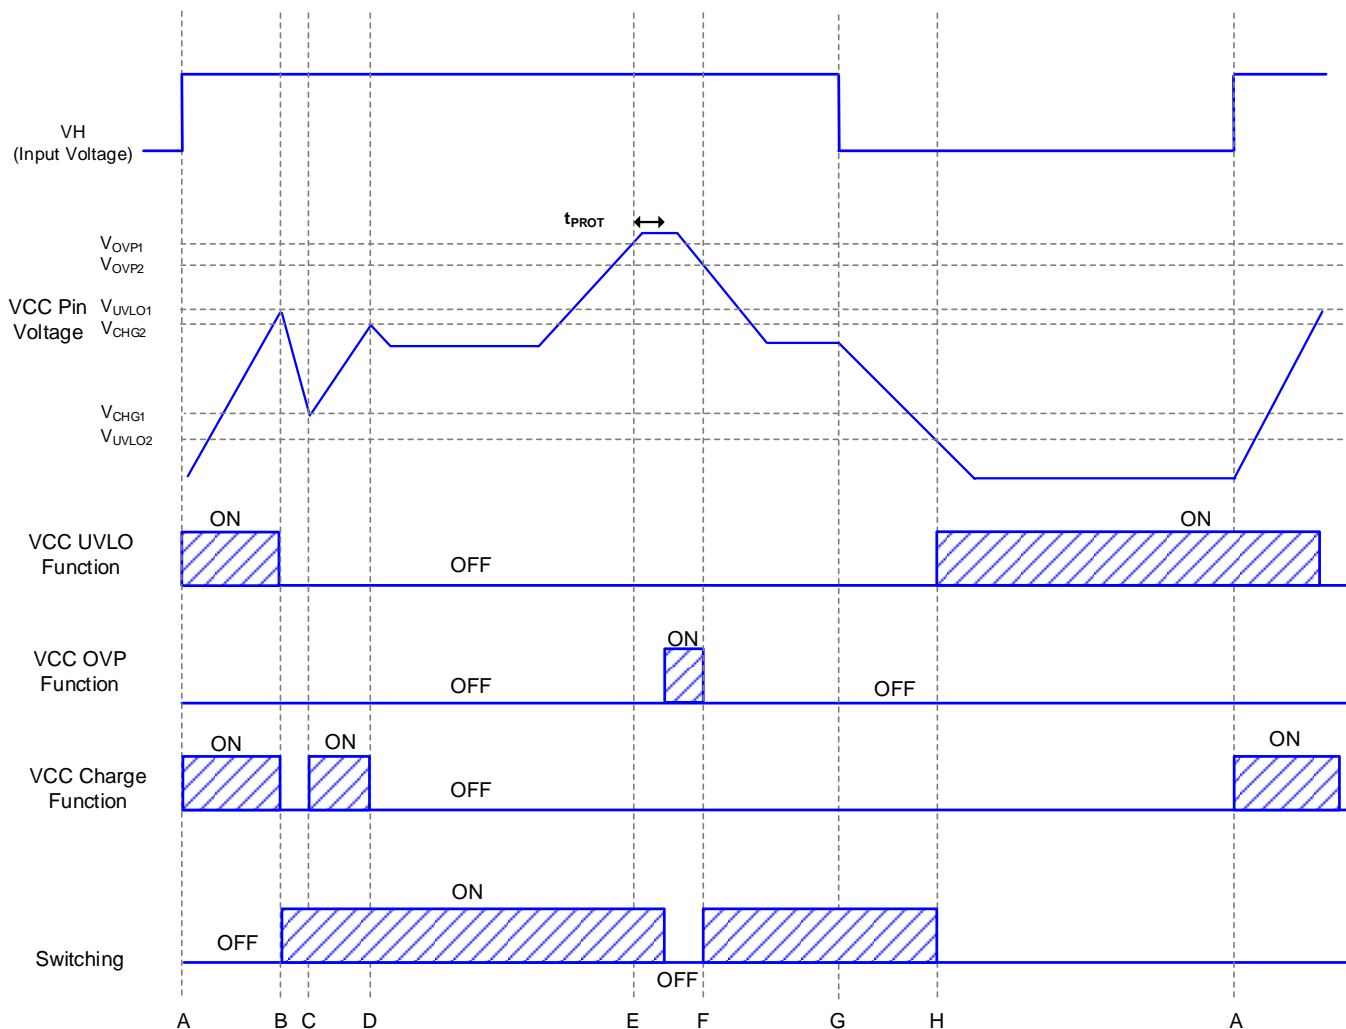 VH
(Input Voltage)
tPROT
VOVP1
VOVP2
VCC Pin
Voltage
VUVLO1
VCHG2
VCHG1
VUVLO2
VCC UVLO
Function
ON
OFF
ON
VCC OVP
Function
OFF
ON
OFF
VCC Charge
Function
ON
ON
OFF
ON
Switching
OFF
ON
OFF
A B C D E F G H A